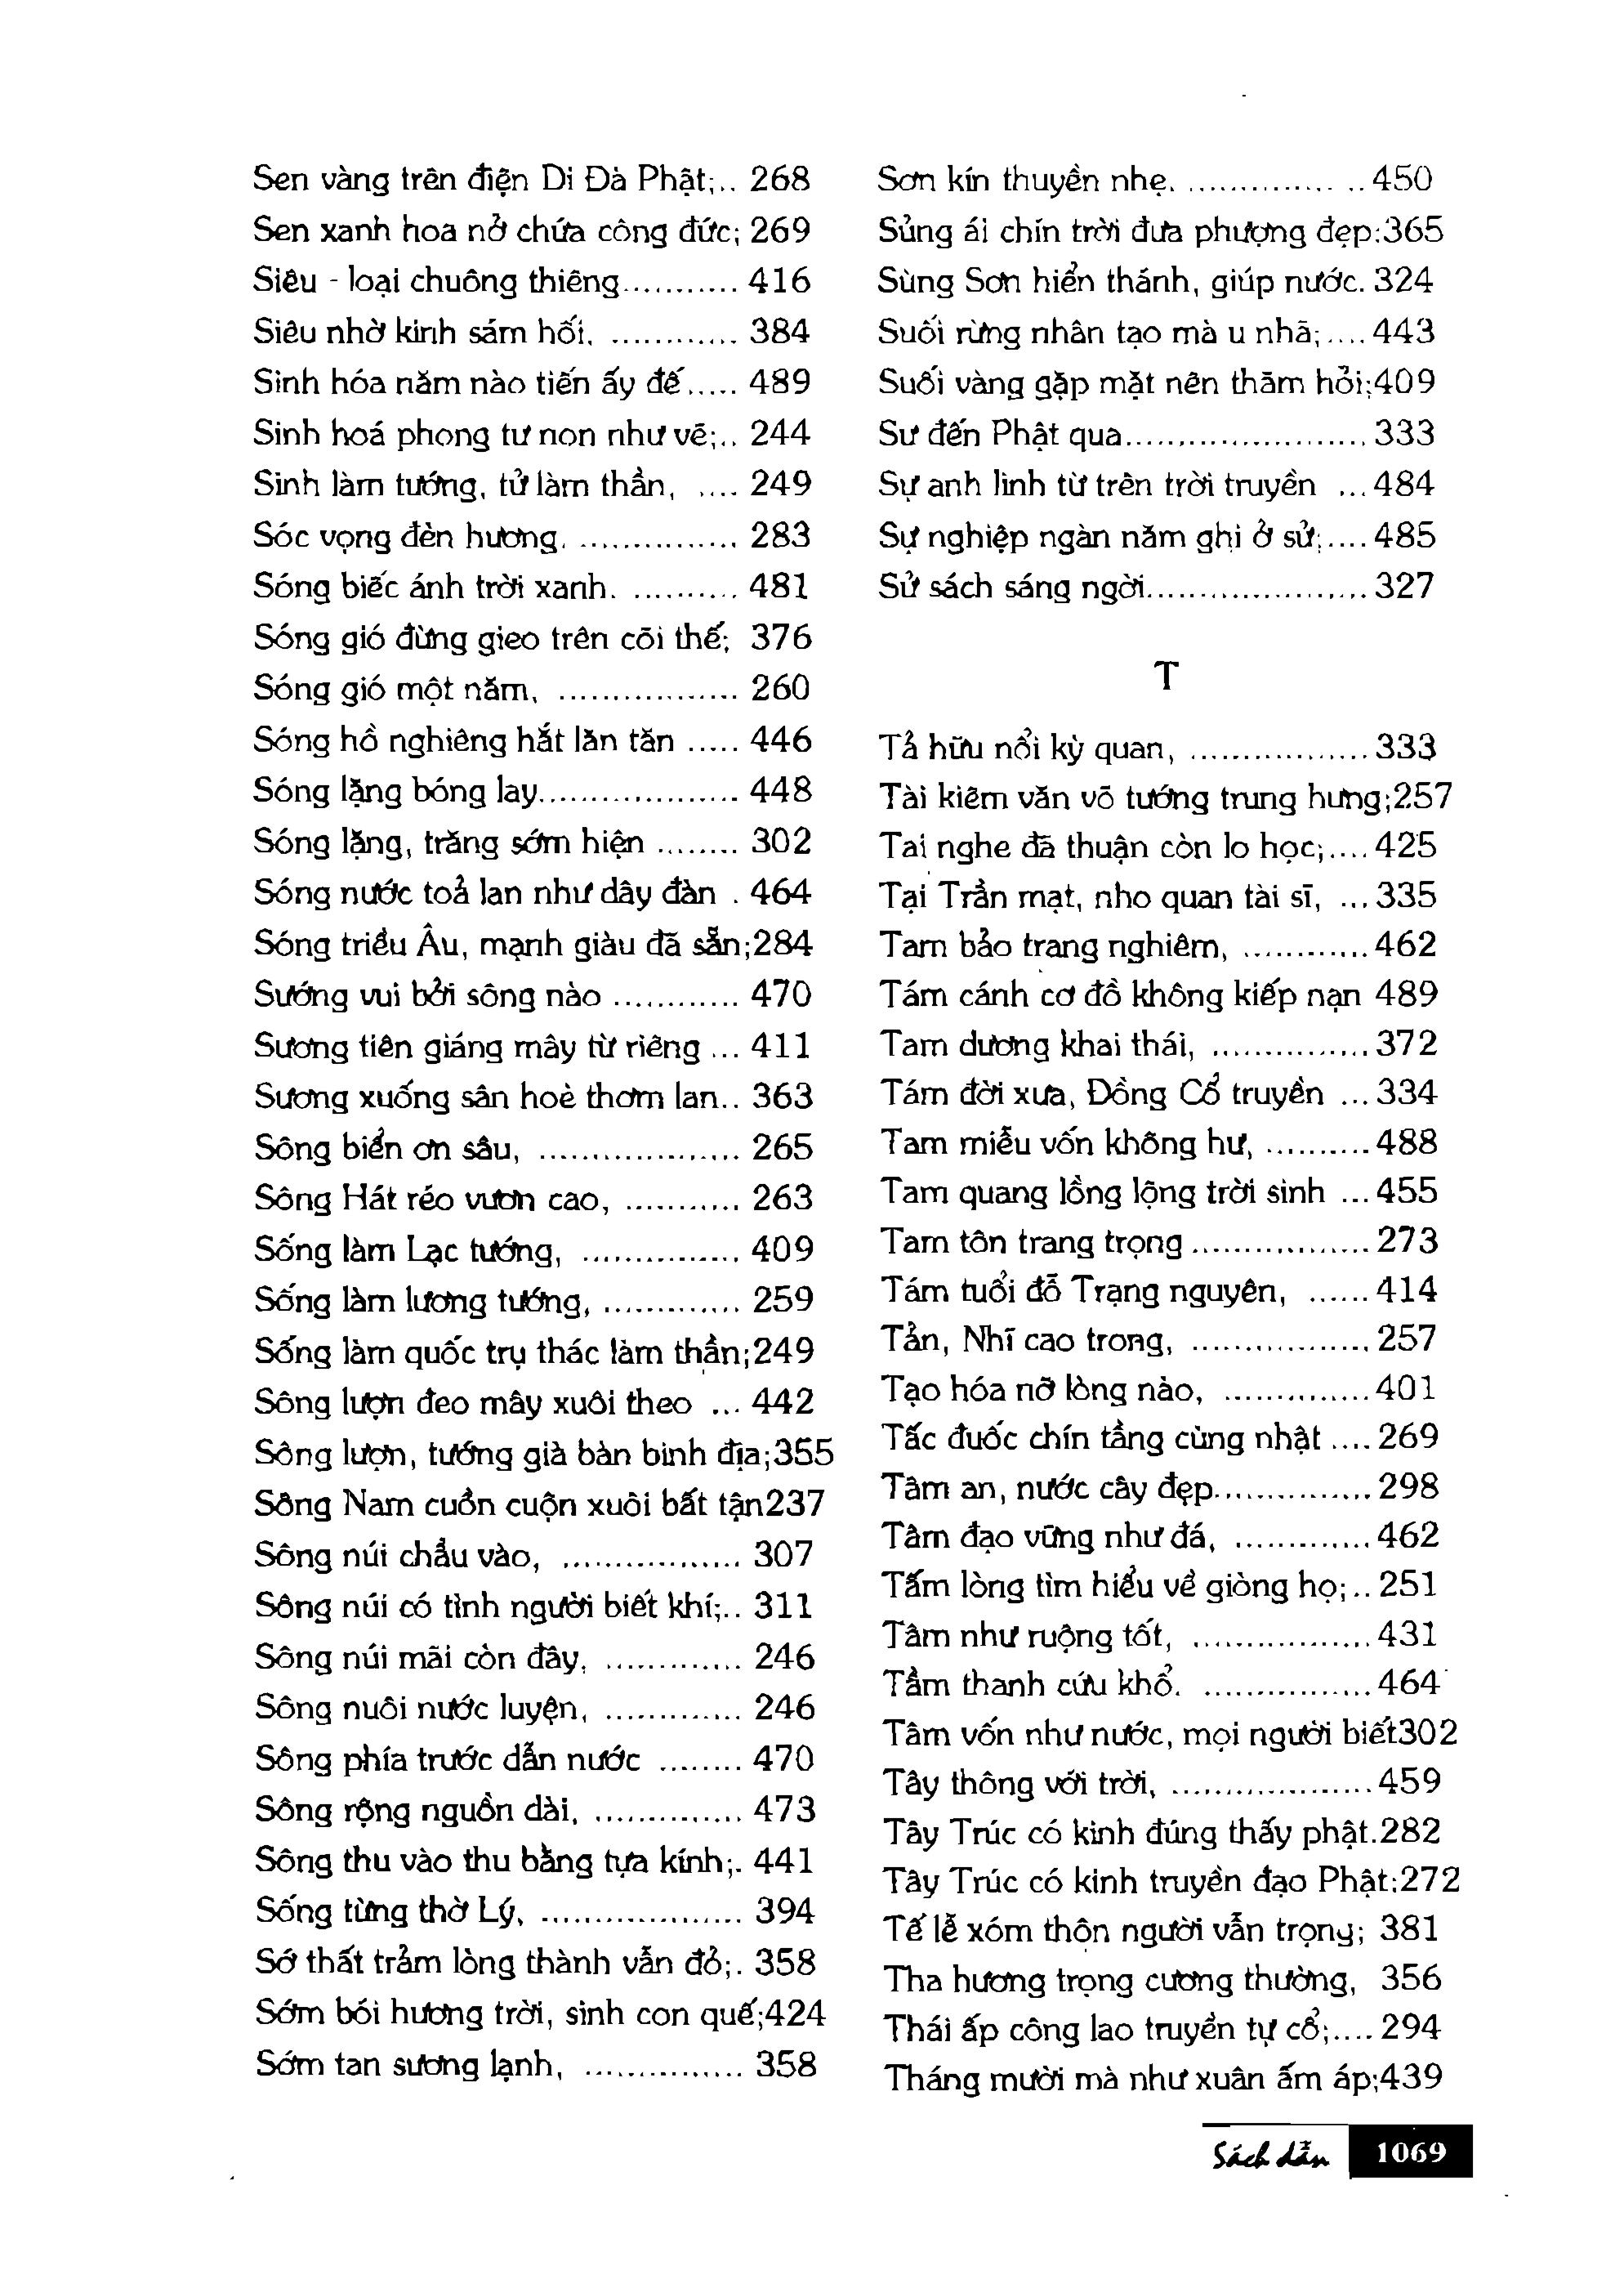 Sen vàng trên điện Di Đà Phật;.. 268
Sen xanh hoa nở chứa công đức; 269
Siêu - loại chuông thiêng........... 416
Siêu nhờ kinh sám hối, ............ 384
Sinh hóa năm nào tiến ấy đế..... 489
Sinh hoá phong tư non như vẽ;.. 244
Sinh làm tướng, tử làm thần, .... 249
Sóc vọng đèn hương, ............... 283
Sóng biếc ánh trời xanh, .......... 481
Sóng gió đừng gieo trên cõi thế; 376
Sóng gió một năm, ................. 260
Sóng hồ nghiêng hắt lăn tăn ..... 446
Sóng lặng bóng lay................... 448
Sóng lặng, trăng sớm hiện ........ 302
Sóng nước toả lan như dây đàn . 464
Sóng triều Âu, mạnh giàu đã sẵn;284
Sướng vui bởi sông nào ............ 470
Sương tiên giáng mây từ riêng ... 411
Sương xuống sân hoè thơm lan.. 363
Sông biển ơn sâu, ................... 265
Sông Hát réo vươn cao, ........... 263
Sống làm Lạc tướng, ............... 409
Sống làm lương tướng, ............. 259
Sống làm quốc trụ thác làm thần;249
Sông lượn đeo mây xuôi theo ... 442
Sông lượn, tướng già bàn binh địa;355
Sông Nam cuồn cuộn xuôi bất tận237
Sông núi chầu vào, ................. 307
Sông núi có tình người biết khí;.. 311
Sông núi mãi còn đây, ............. 246
Sông nuôi nước luyện, ............. 246
Sông phía trước dẫn nước ........ 470
Sông rộng nguồn dài, .............. 473
Sông thu vào thu bằng tựa kính;. 441
Sống từng thờ Lý, ................... 394
Sớ thất trảm lòng thành vẫn đỏ;. 358
Sớm bói hương trời, sinh con quế;424
Sớm tan sương lạnh, ............... 358
Sơn kín thuyền nhẹ, ................ 450
Sủng ái chín trời đưa phượng đẹp;365
Sùng Sơn hiển thánh, giúp nước. 324
Suối rừng nhân tạo mà u nhã;.... 443
Suối vàng gặp mặt nên thăm hỏi;409
Sư đến Phật qua....................... 333
Sự anh linh từ trên trời truyền ... 484
Sự nghiệp ngàn năm ghi ở sử;.... 485
Sử sách sáng ngời..................... 327
T
Tả hữu nổi kỳ quan, ................. 333
Tài kiêm văn võ tướng trung hưng;257
Tai nghe đã thuận còn lo học;.... 425
Tại Trần mạt, nho quan tài sĩ, ... 335
Tam bảo trang nghiêm, ............ 462
Tám cánh cơ đồ không kiếp nạn 489
Tam dương khai thái, ............... 372
Tám đời xưa, Đồng Cổ truyền ... 334
Tam miễu vốn không hư, .......... 488
Tam quang lồng lộng trời sinh ... 455
Tam tôn trang trọng ................. 273
Tám tuổi đỗ Trạng nguyên, ...... 414
Tản, Nhĩ cao trong, ................. 257
Tạo hóa nỡ lòng nào, .............. 401
Tấc đuốc chín tầng cùng nhật .... 269
Tâm an, nước cây đẹp............... 298
Tâm đạo vững như đá, ............. 462
Tấm lòng tìm hiểu về giòng họ;.. 251
Tâm như ruộng tốt, ................. 431
Tầm thanh cứu khổ, ................ 464
Tâm vốn như nước, mọi người biết302
Tây thông với trời, ................... 459
Tây Trúc có kinh đúng thấy phật.282
Tây Trúc có kinh truyền đạo Phật;272
Tế lễ xóm thôn người vẫn trọng; 381
Tha hương trọng cương thường, 356
Thái ấp công lao truyền tự cổ;.... 294
Tháng mười mà như xuân ấm áp;439
Sách dẫn 1069